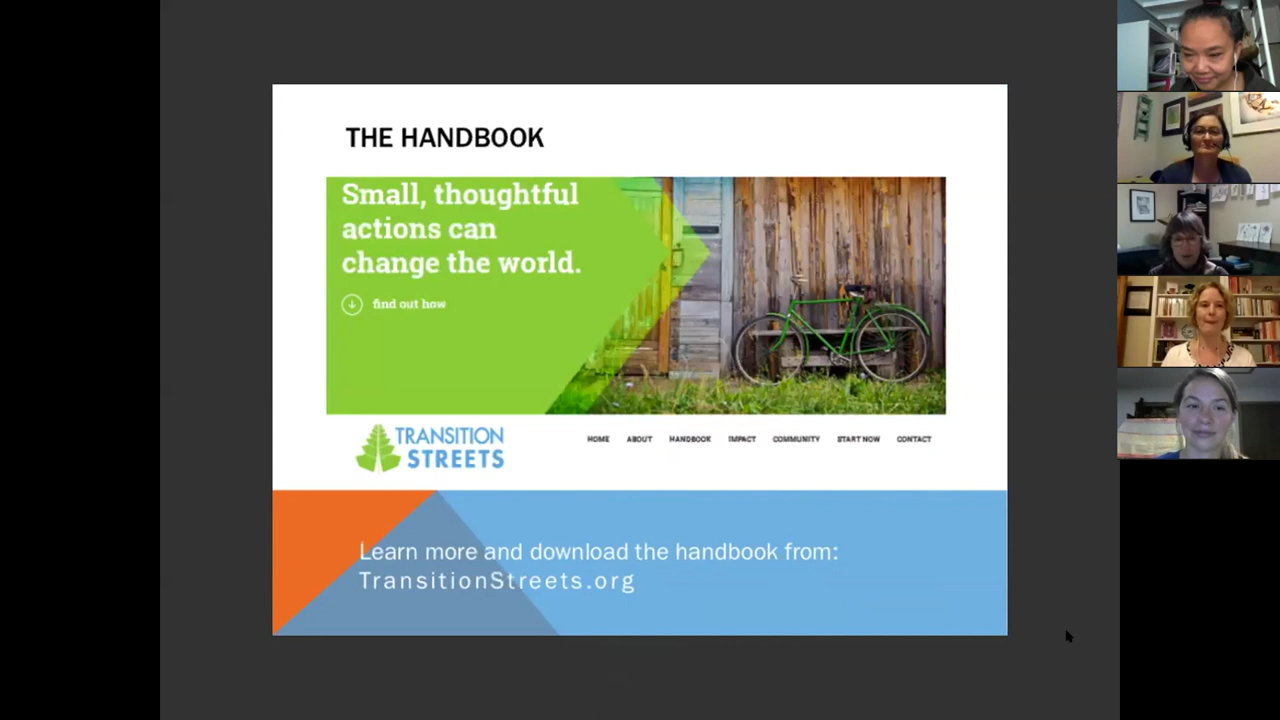 THE HANDBOOK
Small, thoughtful
actions can
change the world.
find out how
TRANSITION
STREETS
HOME ABOUT HANDBOOK IMPACT COMMUNITY START NOW CONTACT
Learn more and download the handbook from:
TransitionStreets.org